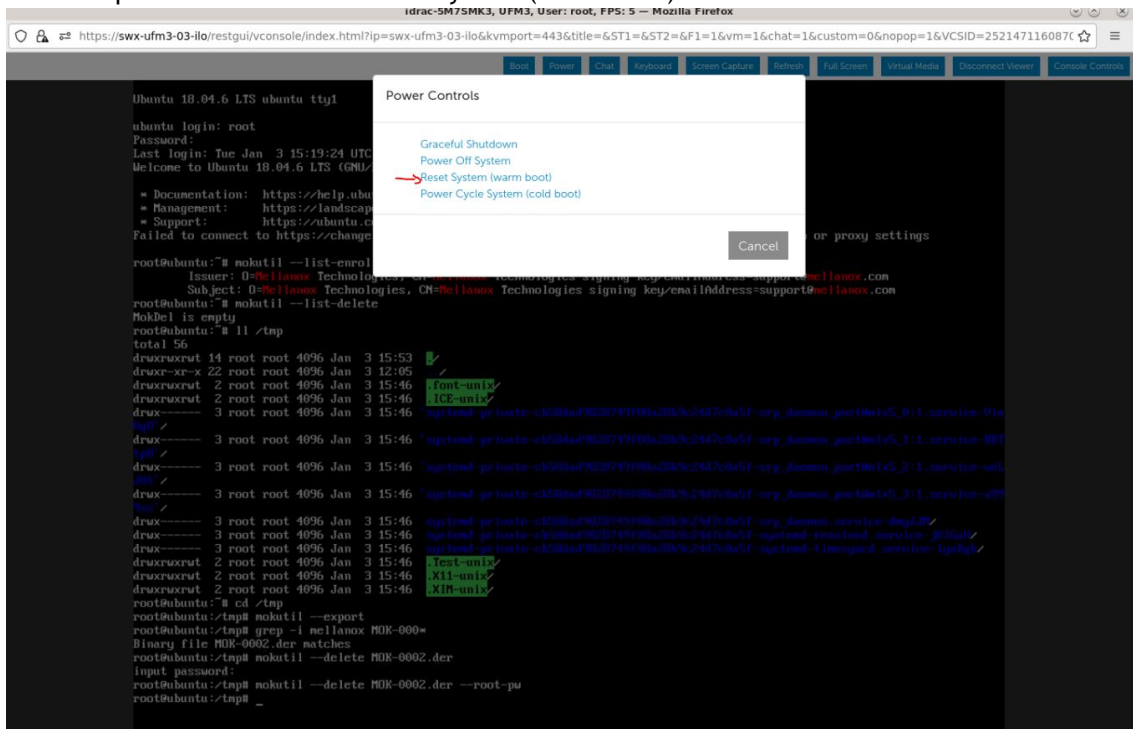 idrac-5M7SMK3, UFM3, User: root, FPS: 5 — Mozilla Firefox
https://swx-ufm3-03-ilo/restgui/vconsole/index.html?ip=swx-ufm3-03-ilo&kvmport=443&title=&ST1=&ST2=&F1=1&vm=1&chat=1&custom=0&nopop=1&VCSID=252147116087
Boot Power Chat Keyboard Screen Capture Refresh Full Screen Virtual Media Disconnect Viewer Console Controls
Power Controls
Graceful Shutdown
Power Off System
Reset System (warm boot)
Power Cycle System (cold boot)
Cancel
Ubuntu 18.04.6 LTS ubuntu tty1
ubuntu login: root
Password:
Last login: Tue Jan  3 15:19:24 UTC
Welcome to Ubuntu 18.04.6 LTS (GNU/
* Documentation:  https://help.ubu
* Management:     https://landscap
* Support:        https://ubuntu.c
Failed to connect to https://change or proxy settings
root@ubuntu:~# mokutil --list-enrol
Issuer: O=Mellanox Technologies, CN=Mellanox Technologies signing key/emailAddress=support@mellanox.com
Subject: O=Mellanox Technologies, CN=Mellanox Technologies signing key/emailAddress=support@mellanox.com
root@ubuntu:~# mokutil --list-delete
MokDel is empty
root@ubuntu:~# ll /tmp
total 56
drwxrwxrwt 14 root root 4096 Jan  3 15:53 ./
drwxr-xr-x 22 root root 4096 Jan  3 12:05 /
drwxrwxrwt  2 root root 4096 Jan  3 15:46 .font-unix/
drwxrwxrwt  2 root root 4096 Jan  3 15:46 .ICE-unix/
drwx------  3 root root 4096 Jan  3 15:46
drwx------  3 root root 4096 Jan  3 15:46
drwx------  3 root root 4096 Jan  3 15:46
drwx------  3 root root 4096 Jan  3 15:46
drwx------  3 root root 4096 Jan  3 15:46
drwx------  3 root root 4096 Jan  3 15:46
drwx------  3 root root 4096 Jan  3 15:46
drwxrwxrwt  2 root root 4096 Jan  3 15:46 .Test-unix/
drwxrwxrwt  2 root root 4096 Jan  3 15:46 .X11-unix/
drwxrwxrwt  2 root root 4096 Jan  3 15:46 .XIM-unix/
root@ubuntu:~# cd /tmp
root@ubuntu:/tmp# mokutil --export
root@ubuntu:/tmp# grep -i mellanox MOK-000*
Binary file MOK-0002.der matches
root@ubuntu:/tmp# mokutil --delete MOK-0002.der
input password:
root@ubuntu:/tmp# mokutil --delete MOK-0002.der --root-pw
root@ubuntu:/tmp# _